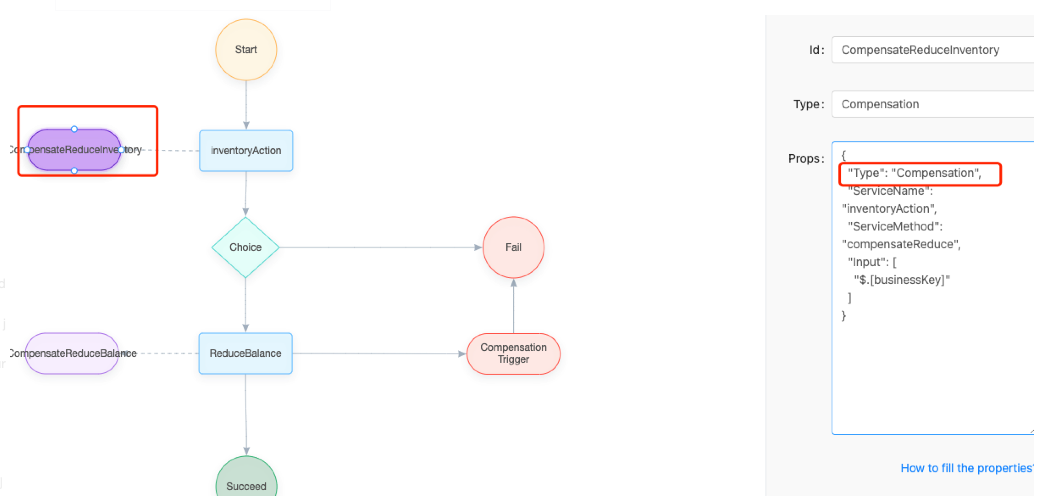 Start
CompensateReduceInventory
inventoryAction
Choice
Fail
CompensateReduceBalance
ReduceBalance
Compensation
Trigger
Succeed
Id:
CompensateReduceInventory
Type:
Compensation
Props:
{
"Type": "Compensation",
"ServiceName":
"inventoryAction",
"ServiceMethod":
"compensateReduce",
"Input": [
"$.[businessKey]"
]
}
How to fill the properties?